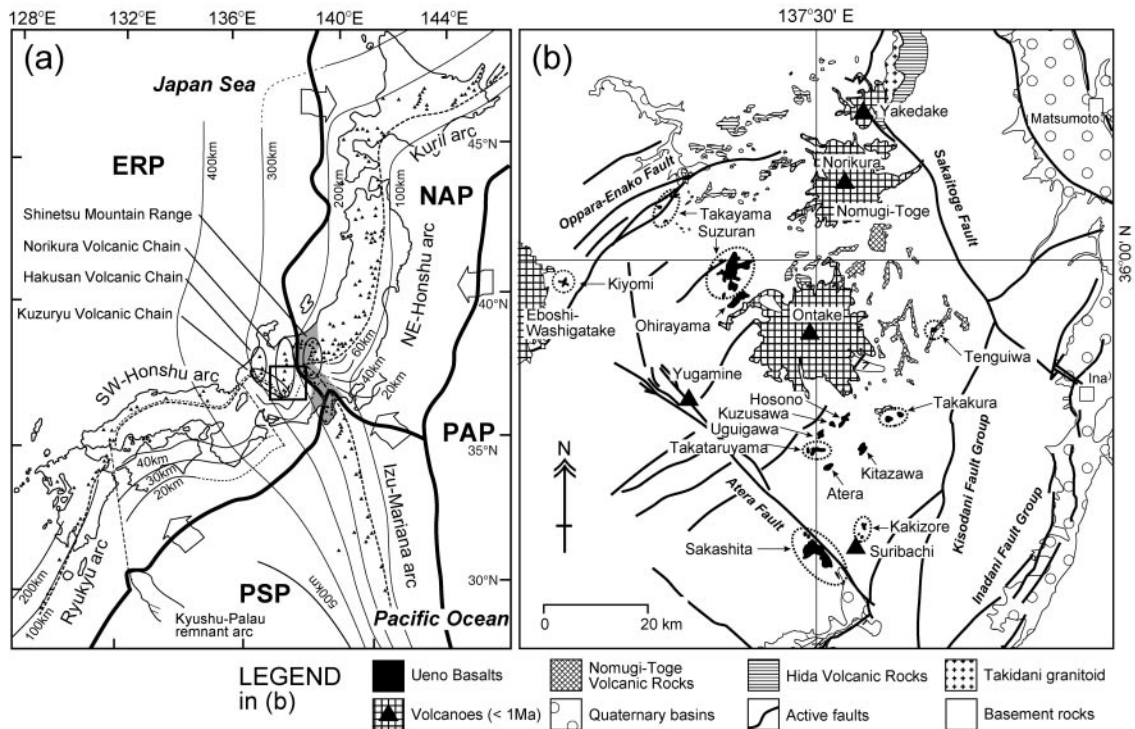 128°E
132°E
136°E
140°E
144°E
(a)
Japan Sea
ERP
400km
300km
200km
100km
Kuril arc
45°N
NAP
Shinetsu Mountain Range
Norikura Volcanic Chain
Hakusan Volcanic Chain
Kuzuryu Volcanic Chain
NE-Honshu arc
40°N
60km
40km
20km
SW-Honshu arc
PAP
35°N
40km
30km
20km
Izu-Mariana arc
Ryukyu arc
200km
100km
PSP
500km
30°N
Kyushu-Palau
remnant arc
Pacific Ocean
137°30' E
(b)
Yakedake
Matsumoto
Norikura
Oppara-Enako Fault
Sakaitoge Fault
Takayama
Suzuran
Nomugi-Toge
36°00' N
Kiyomi
Eboshi-
Washigatake
Ohirayama
Ontake
Tenguiwa
Ina
Yugamine
Hosono
Kuzusawa
Uguigawa
Takakura
Takataruyama
Kitazawa
Atera
N
Atera Fault
Kisodani Fault Group
Inadani Fault Group
Kakizore
Sakashita
Suribachi
0
20 km
LEGEND
in (b)
Ueno Basalts
Nomugi-Toge
Volcanic Rocks
Hida Volcanic Rocks
Takidani granitoid
Volcanoes (< 1Ma)
Quaternary basins
Active faults
Basement rocks